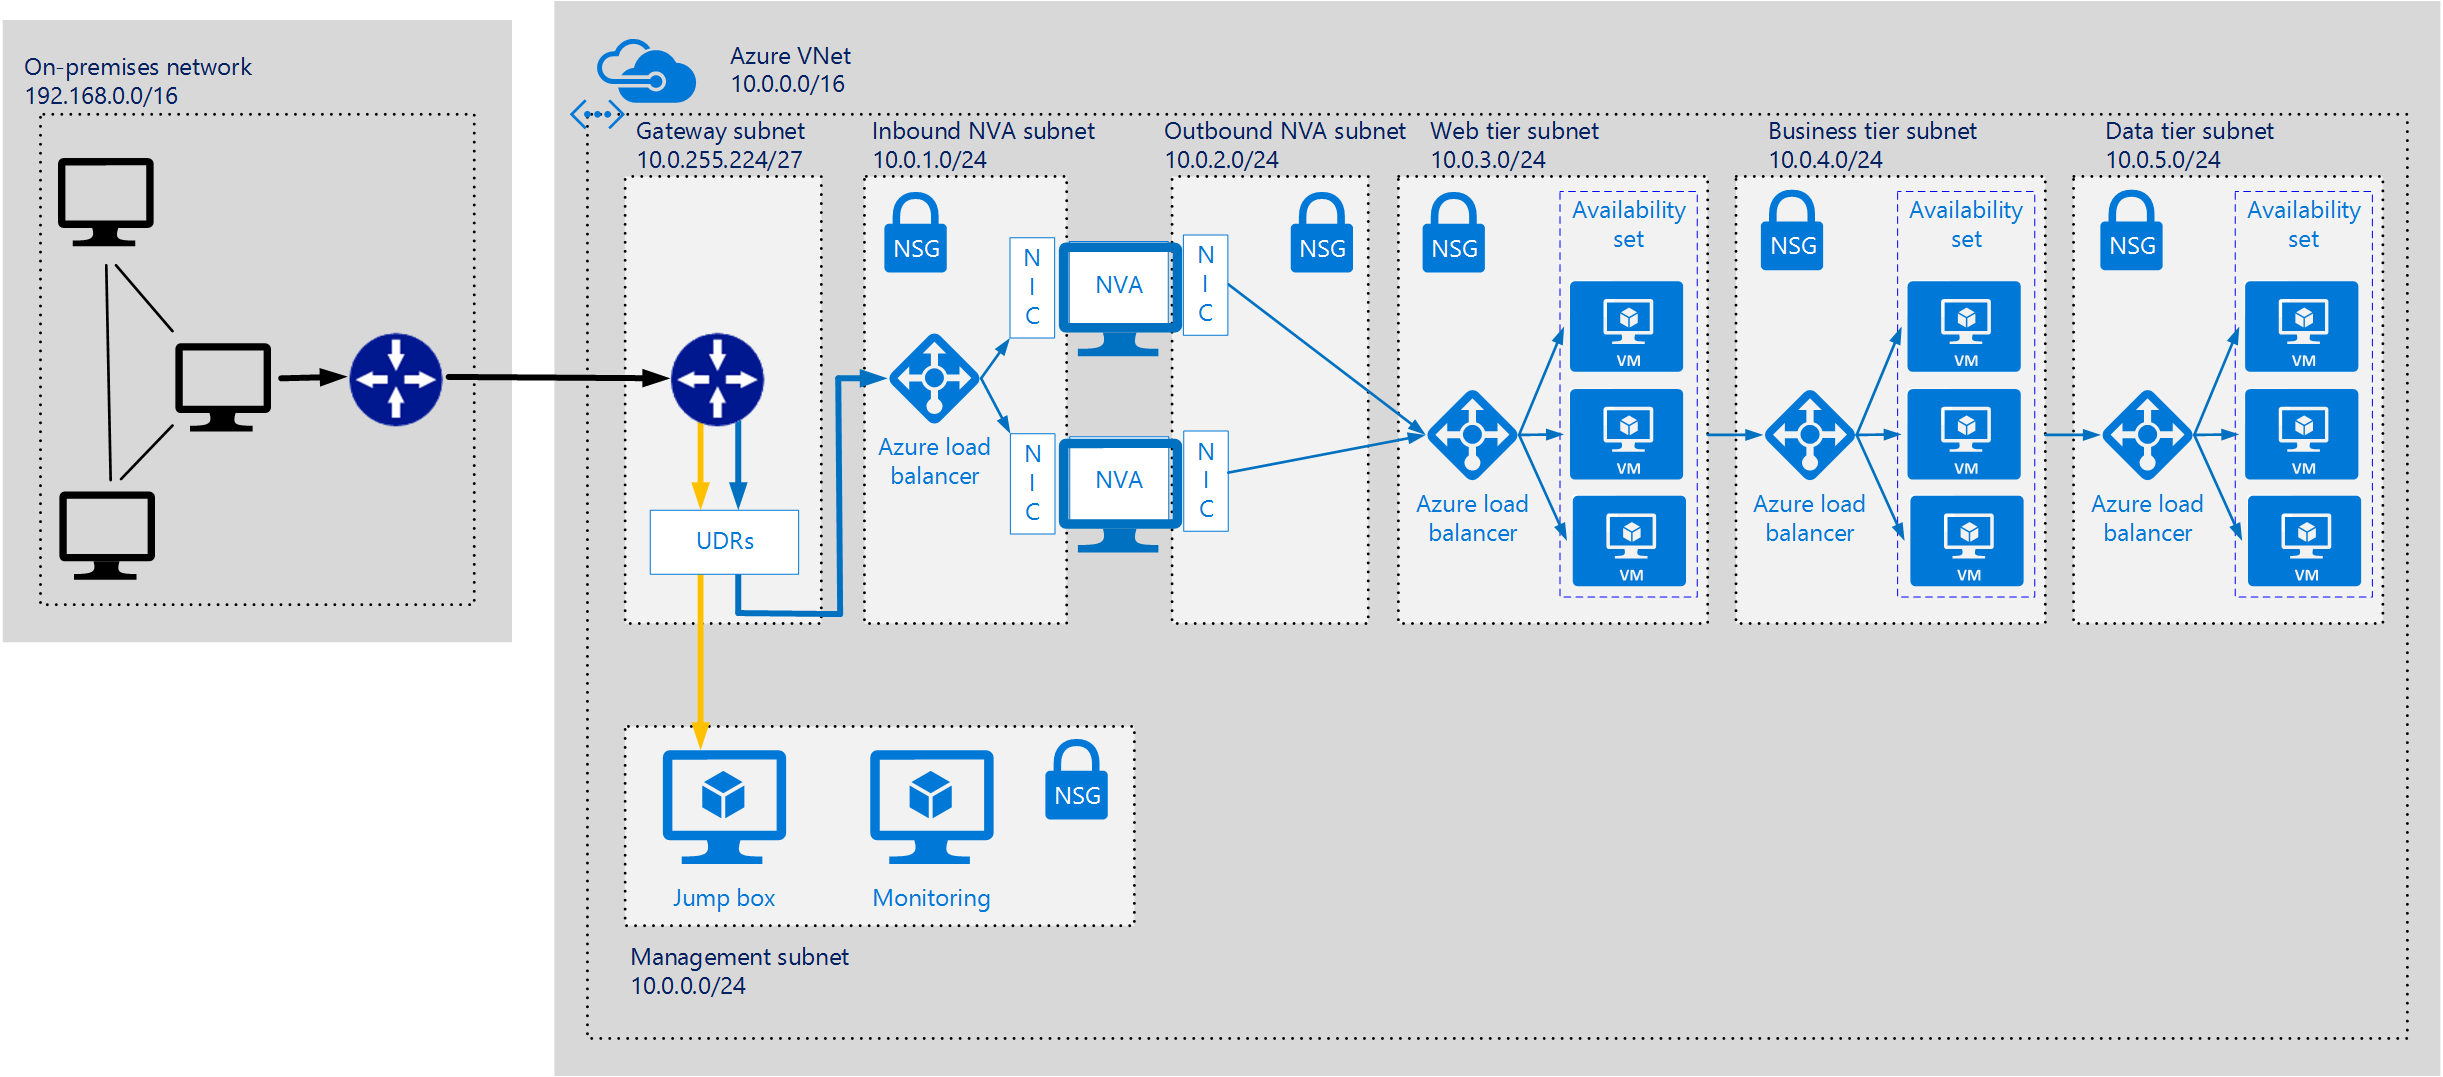 On-premises network
192.168.0.0/16
Azure VNet
10.0.0.0/16
Gateway subnet
10.0.255.224/27
UDRs
Inbound NVA subnet
10.0.1.0/24
NSG
Azure load
balancer
NIC
NVA
NIC
NIC
NVA
NIC
Outbound NVA subnet
10.0.2.0/24
NSG
Web tier subnet
10.0.3.0/24
NSG
Azure load
balancer
Availability
set
VM
VM
VM
Business tier subnet
10.0.4.0/24
NSG
Azure load
balancer
Availability
set
VM
VM
VM
Data tier subnet
10.0.5.0/24
NSG
Azure load
balancer
Availability
set
VM
VM
VM
NSG
Jump box
Monitoring
Management subnet
10.0.0.0/24